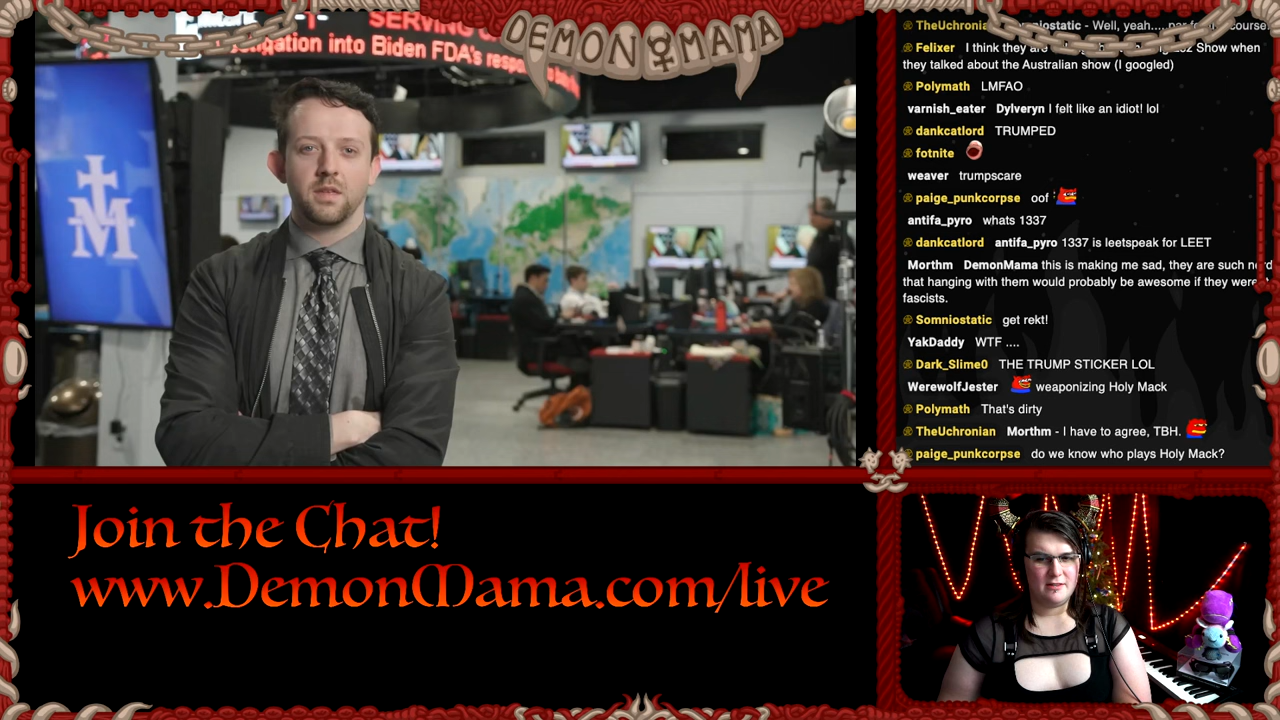 SERVING
igation into Biden FDA's resp
DEMON MAMA
M
TheUchronia niostatic - Well, yeah.... par for course!
Felixer I think they are Show when
they talked about the Australian show (I googled)
Polymath LMFAO
varnish_eater Dylveryn I felt like an idiot! lol
dankcatlord TRUMPED
fotnite
weaver trumpscare
paige_punkcorpse oof
antifa_pyro whats 1337
dankcatlord antifa_pyro 1337 is leetspeak for LEET
Morthm DemonMama this is making me sad, they are such nerd
that hanging with them would probably be awesome if they were
fascists.
Somniostatic get rekt!
YakDaddy WTF ....
Dark_Slime0 THE TRUMP STICKER LOL
WerewolfJester weaponizing Holy Mack
Polymath That's dirty
TheUchronian Morthm - I have to agree, TBH.
paige_punkcorpse do we know who plays Holy Mack?
Join the Chat!
www.DemonMama.com/live